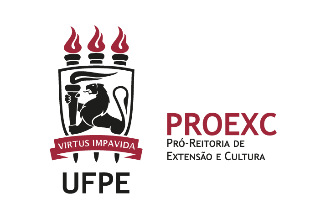 VIRTUS IMPAVIDA
UFPE
PROEXC
PRÓ-REITORIA DE
EXTENSÃO E CULTURA